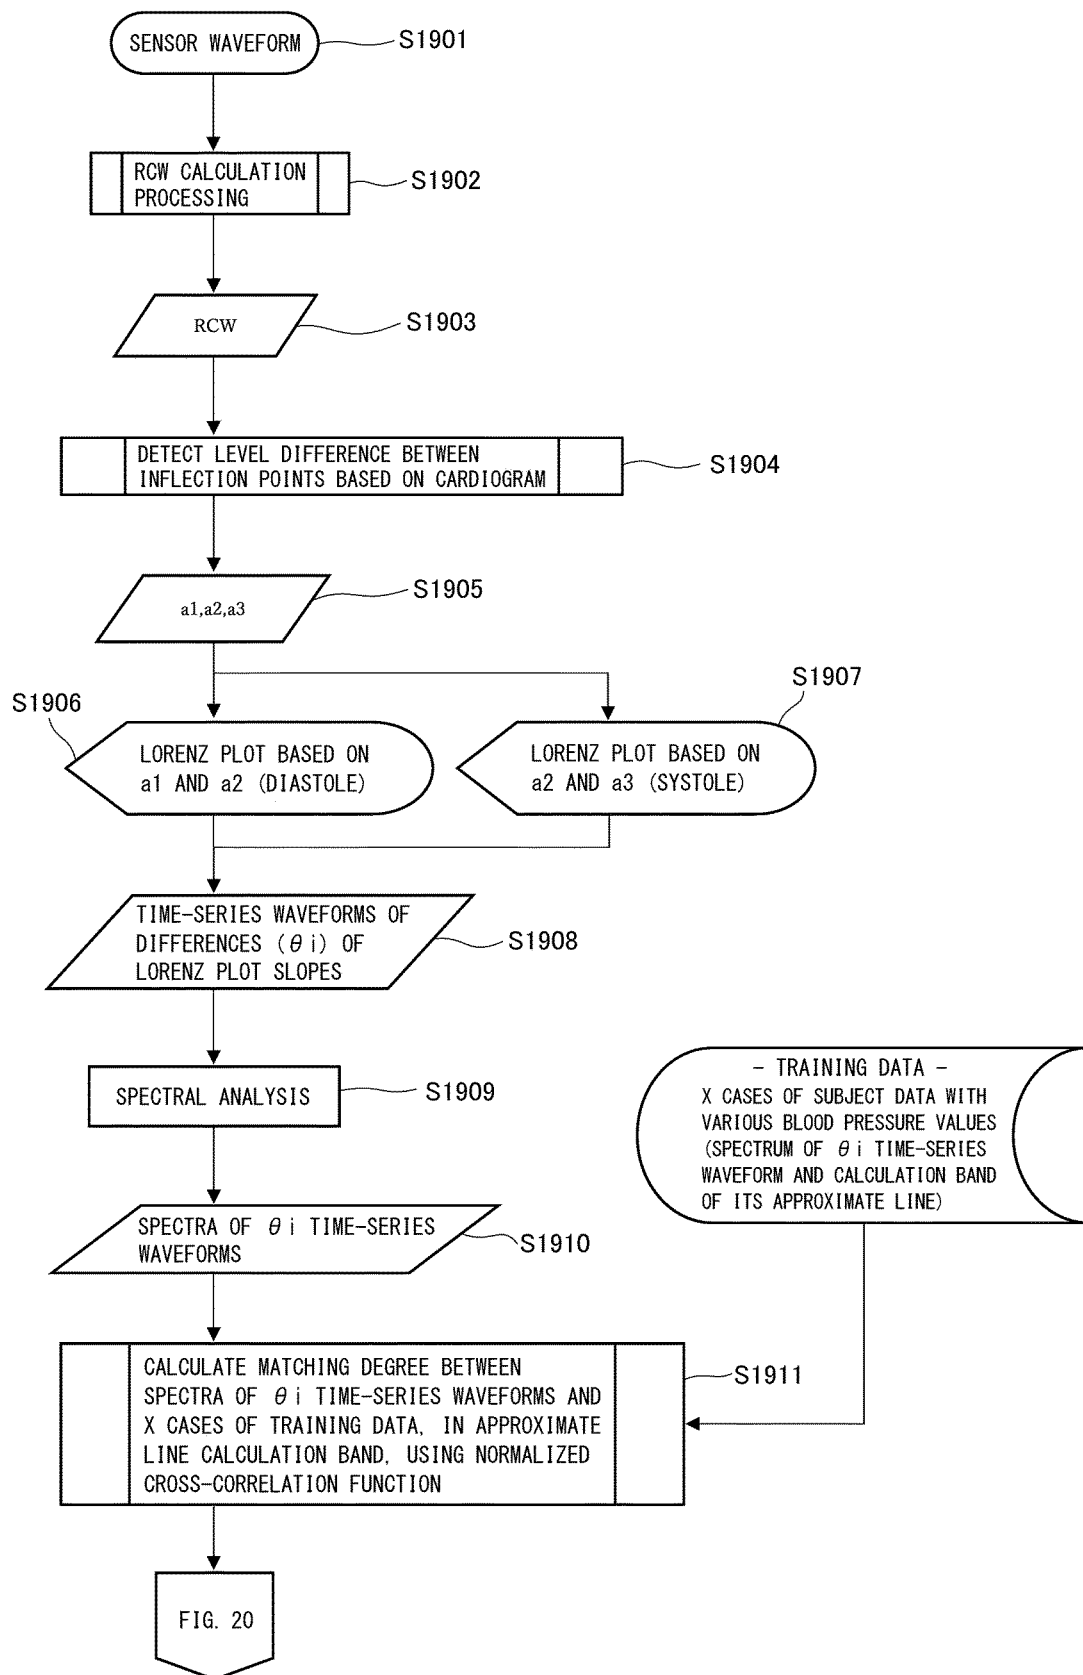 SENSOR WAVEFORM
S1901
RCW CALCULATION
PROCESSING
S1902
RCW
S1903
DETECT LEVEL DIFFERENCE BETWEEN
INFLECTION POINTS BASED ON CARDIOGRAM
S1904
a1,a2,a3
S1905
S1906
LORENZ PLOT BASED ON
a1 AND a2 (DIASTOLE)
S1907
LORENZ PLOT BASED ON
a2 AND a3 (SYSTOLE)
TIME-SERIES WAVEFORMS OF
DIFFERENCES (θi) OF
LORENZ PLOT SLOPES
S1908
SPECTRAL ANALYSIS
S1909
- TRAINING DATA -
X CASES OF SUBJECT DATA WITH
VARIOUS BLOOD PRESSURE VALUES
(SPECTRUM OF θi TIME-SERIES
WAVEFORM AND CALCULATION BAND
OF ITS APPROXIMATE LINE)
SPECTRA OF θi TIME-SERIES
WAVEFORMS
S1910
CALCULATE MATCHING DEGREE BETWEEN
SPECTRA OF θi TIME-SERIES WAVEFORMS AND
X CASES OF TRAINING DATA, IN APPROXIMATE
LINE CALCULATION BAND, USING NORMALIZED
CROSS-CORRELATION FUNCTION
S1911
FIG. 20